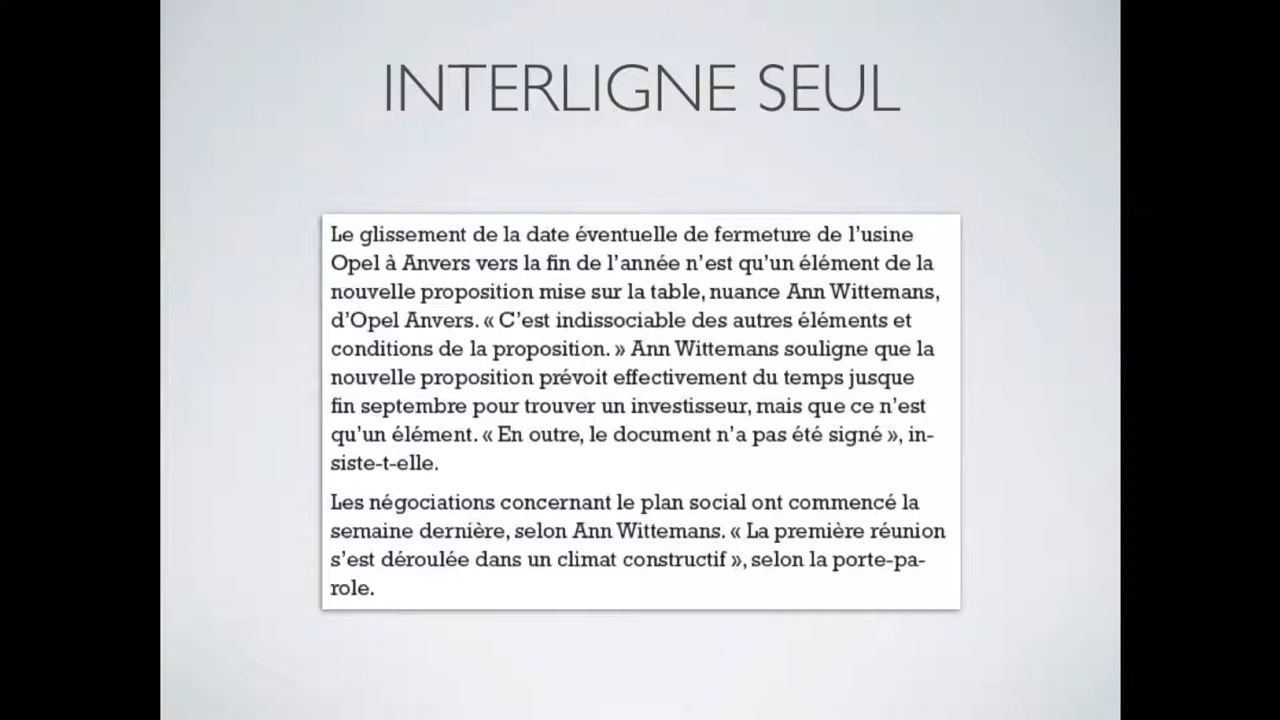 INTERLIGNE SEUL
Le glissement de la date éventuelle de fermeture de l’usine
Opel à Anvers vers la fin de l’année n’est qu’un élément de la
nouvelle proposition mise sur la table, nuance Ann Wittemans,
d’Opel Anvers. « C’est indissociable des autres éléments et
conditions de la proposition. » Ann Wittemans souligne que la
nouvelle proposition prévoit effectivement du temps jusque
fin septembre pour trouver un investisseur, mais que ce n’est
qu’un élément. « En outre, le document n’a pas été signé », in-
siste-t-elle.
Les négociations concernant le plan social ont commencé la
semaine dernière, selon Ann Wittemans. « La première réunion
s’est déroulée dans un climat constructif », selon la porte-pa-
role.